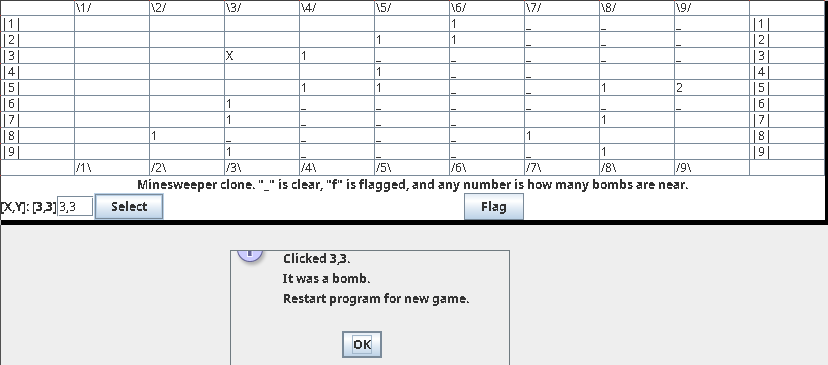 \1/ \2/ \3/ \4/ \5/ \6/ \7/ \8/ \9/
|1| 1 _ _ _ |1|
|2| 1 1 _ _ _ |2|
|3| X 1 _ _ _ _ _ |3|
|4| 1 _ _ _ _ |4|
|5| 1 1 _ _ 1 2 |5|
|6| 1 _ _ _ _ _ _ |6|
|7| 1 _ _ _ _ 1 |7|
|8| 1 _ _ _ _ 1 |8|
|9| 1 _ _ _ _ 1 |9|
/1\ /2\ /3\ /4\ /5\ /6\ /7\ /8\ /9\
Minesweeper clone. "_" is clear, "f" is flagged, and any number is how many bombs are near.
[X,Y]: [3,3] 3,3 Select Flag
Clicked 3,3.
It was a bomb.
Restart program for new game.
OK